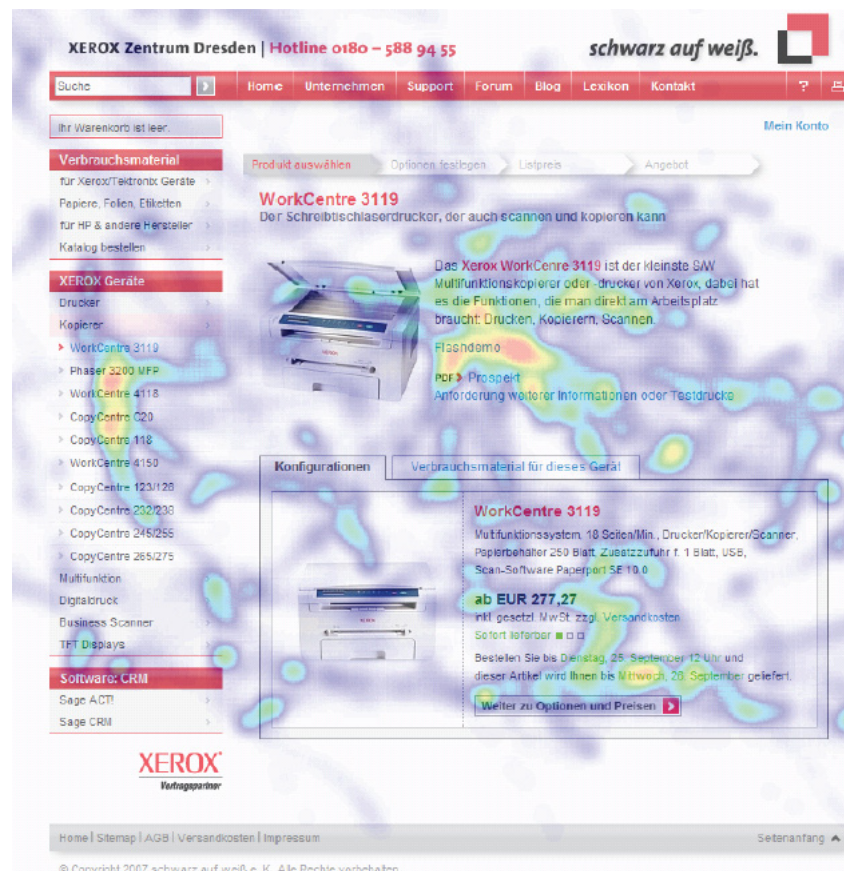 XEROX Zentrum Dresden | Hotline 0180 – 588 94 55
schwarz auf weiß.
Suche
Home Unternehmen Support Forum Blog Lexikon Kontakt ?
Ihr Warenkorb ist leer.
Mein Konto
Verbrauchsmaterial
für Xerox/Tektronix Geräte
Papiere, Folien, Etiketten
für HP & andere Hersteller
Katalog bestellen
XEROX Geräte
Drucker
Kopierer
WorkCentre 3119
Phaser 3200 MFP
WorkCentre 4118
CopyCentre C20
CopyCentre 118
WorkCentre 4150
CopyCentre 123/128
CopyCentre 232/238
CopyCentre 245/255
CopyCentre 265/275
Multifunktion
Digitaldruck
Business Scanner
TFT Displays
Software: CRM
Sage ACT!
Sage CRM
XEROX
Vertragspartner
Produkt auswählen
Optionen festlegen
Listpreis
Angebot
WorkCentre 3119
Der Schreibtischlaserdrucker, der auch scannen und kopieren kann
Das Xerox WorkCenre 3119 ist der kleinste S/W
Multifunktionskopierer oder -drucker von Xerox, dabei hat
es die Funktionen, die man direkt am Arbeitsplatz
braucht: Drucken, Kopierern, Scannen.
Flashdemo
PDF Prospekt
Anforderung weiterer Informationen oder Testdrucke
Konfigurationen
Verbrauchsmaterial für dieses Gerät
WorkCentre 3119
Multifunktionssystem, 18 Seiten/Min., Drucker/Kopierer/Scanner,
Papierbehälter 250 Blatt, Zusatzzufuhr f. 1 Blatt, USB,
Scan-Software Paperport SE 10.0
ab EUR 277,27
inkl. gesetzl. MwSt. zzgl. Versandkosten
Sofort lieferbar
Bestellen Sie bis Dienstag, 25. September 12 Uhr und
dieser Artikel wird Ihnen bis Mittwoch, 26. September geliefert.
Weiter zu Optionen und Preisen
Home | Sitemap | AGB | Versandkosten | Impressum
Seitenanfang
© Copyright 2007 schwarz auf weiß e. K. Alle Rechte vorbehalten